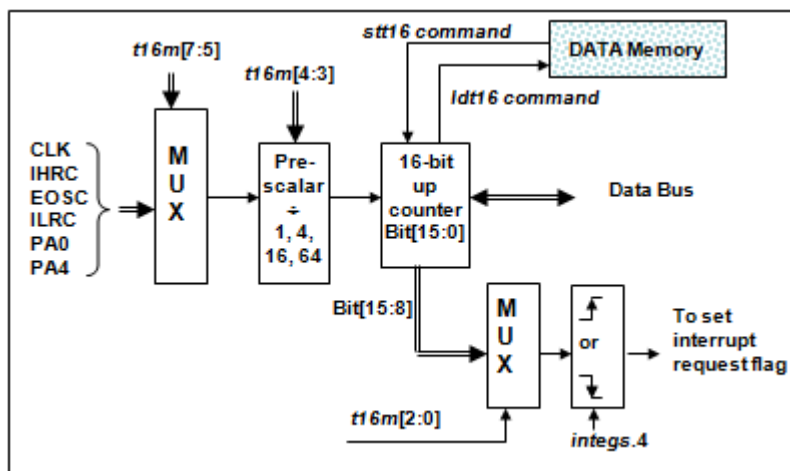 stt16 command
DATA Memory
t16m[7:5]
t16m[4:3]
ldt16 command
CLK
IHRC
EOSC
ILRC
PA0
PA4
M
U
X
Pre-
scalar
÷
1, 4,
16, 64
16-bit
up
counter
Bit[15:0]
Data Bus
Bit[15:8]
M
U
X
or
To set
interrupt
request flag
t16m[2:0]
integs.4